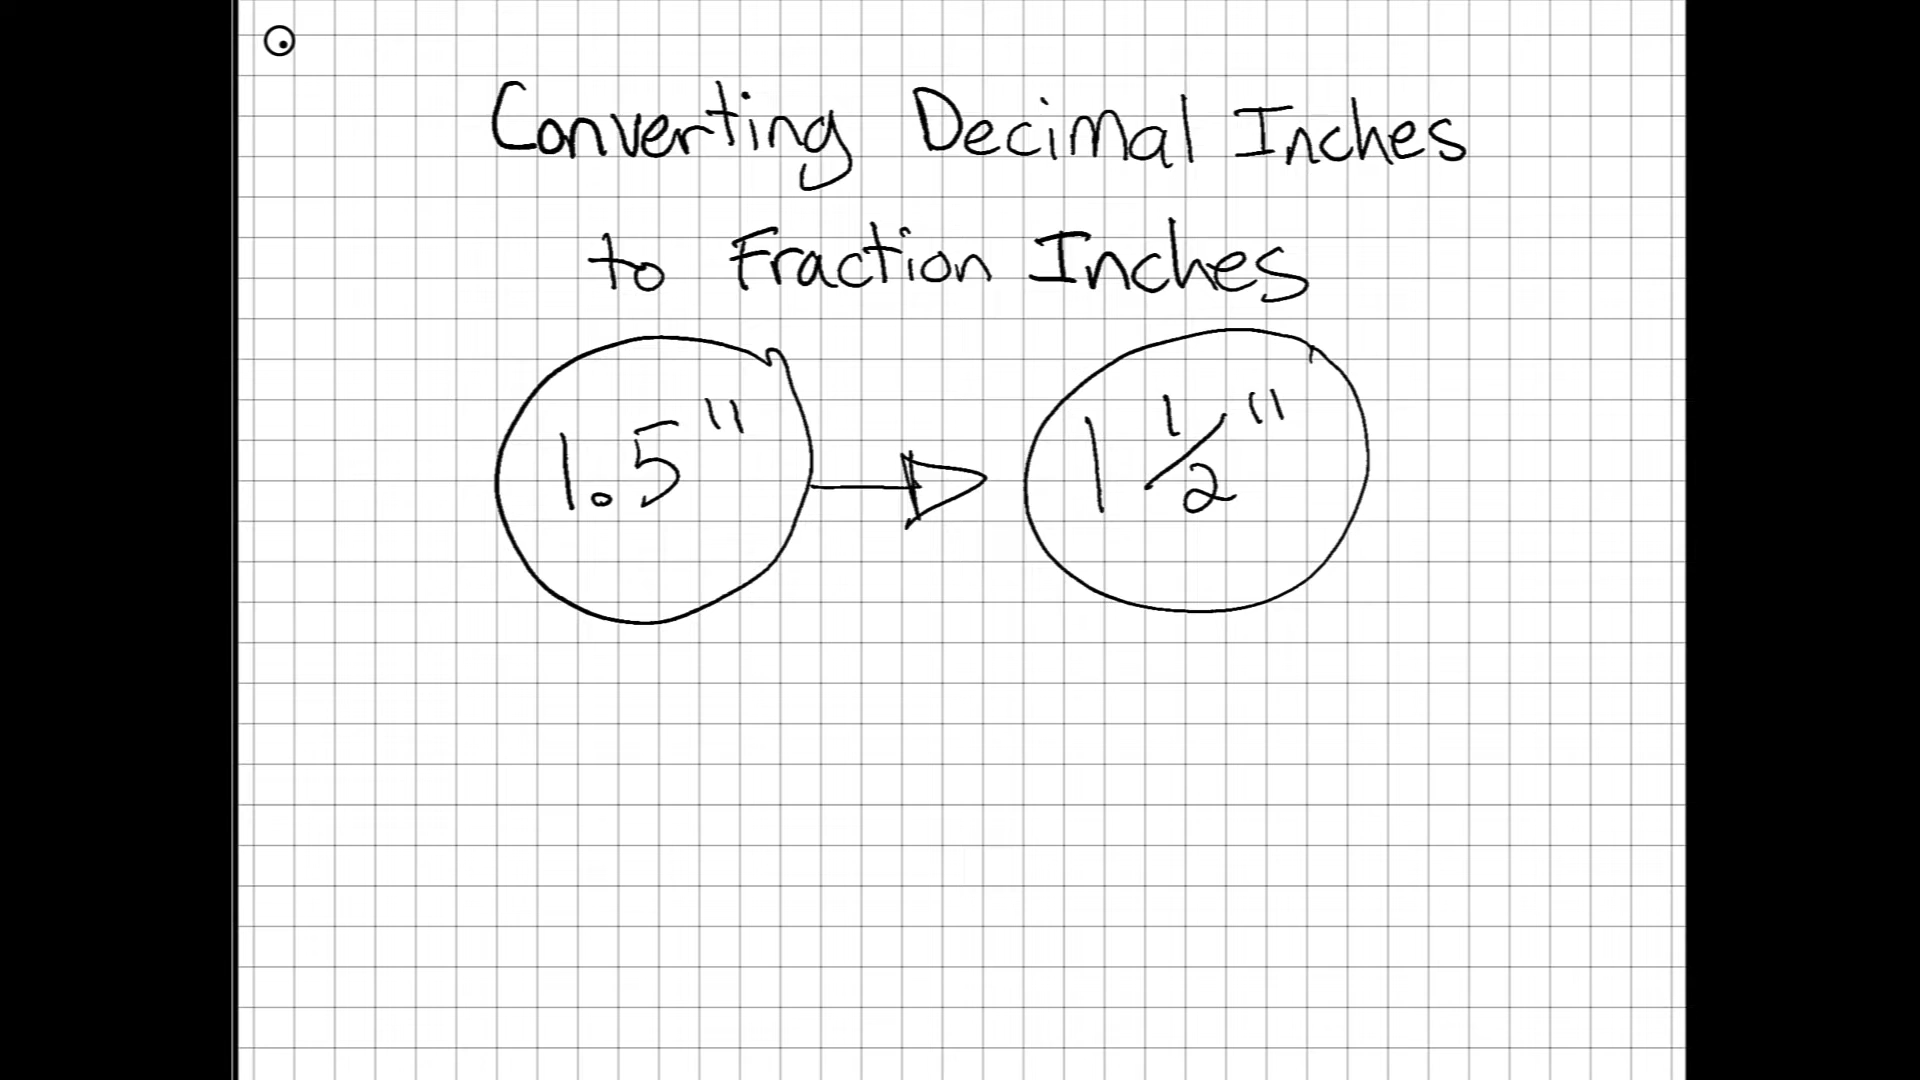 Converting Decimal Inches
to Fraction Inches
1.5" 1 1/2"